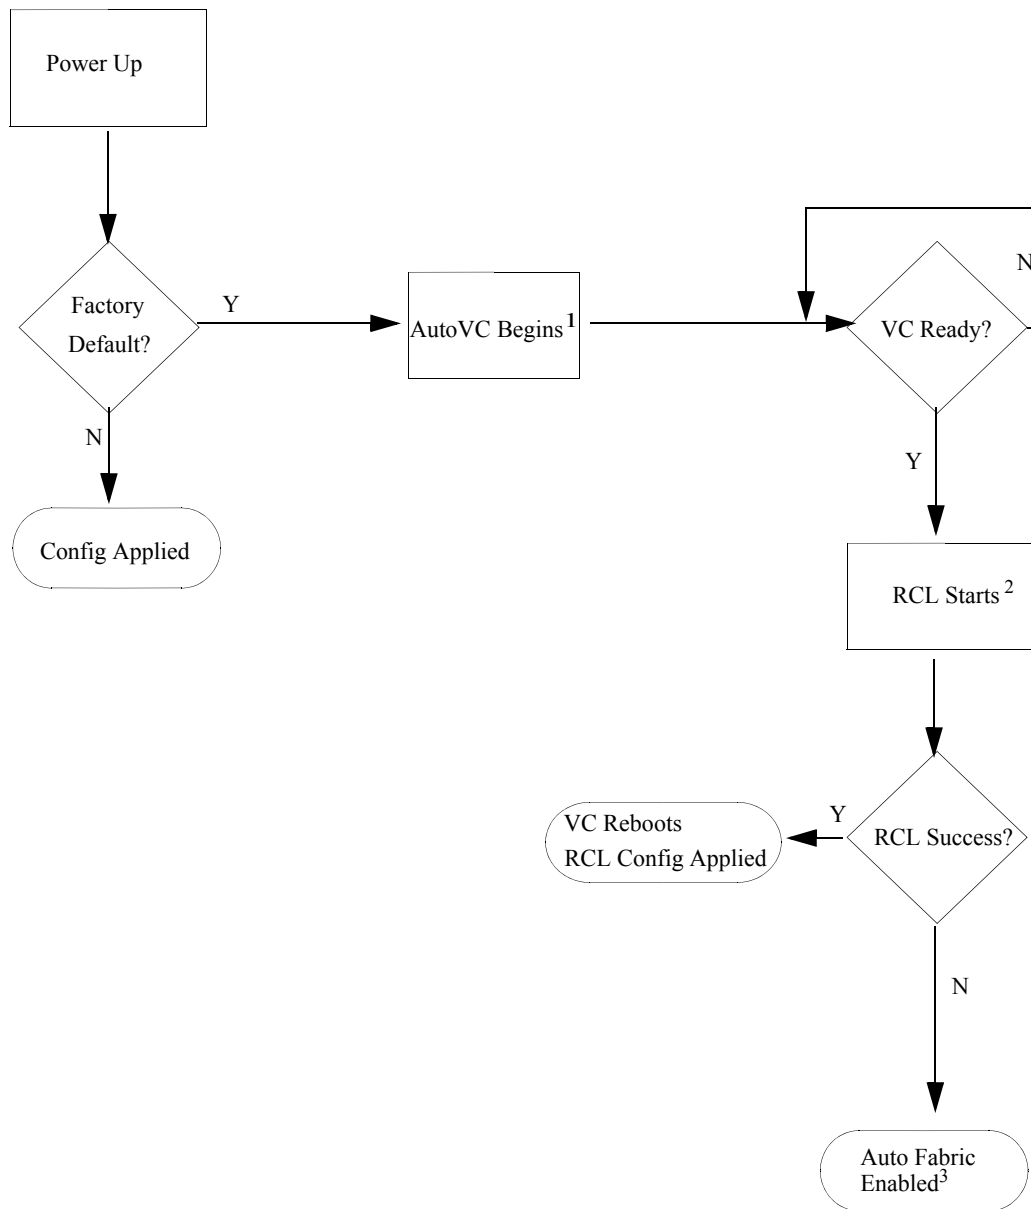 Power Up
Factory
Default?
Y
AutoVC Begins1
VC Ready?
N
N
Y
Config Applied
RCL Starts 2
VC Reboots
RCL Config Applied
Y
RCL Success?
N
Auto Fabric
Enabled3